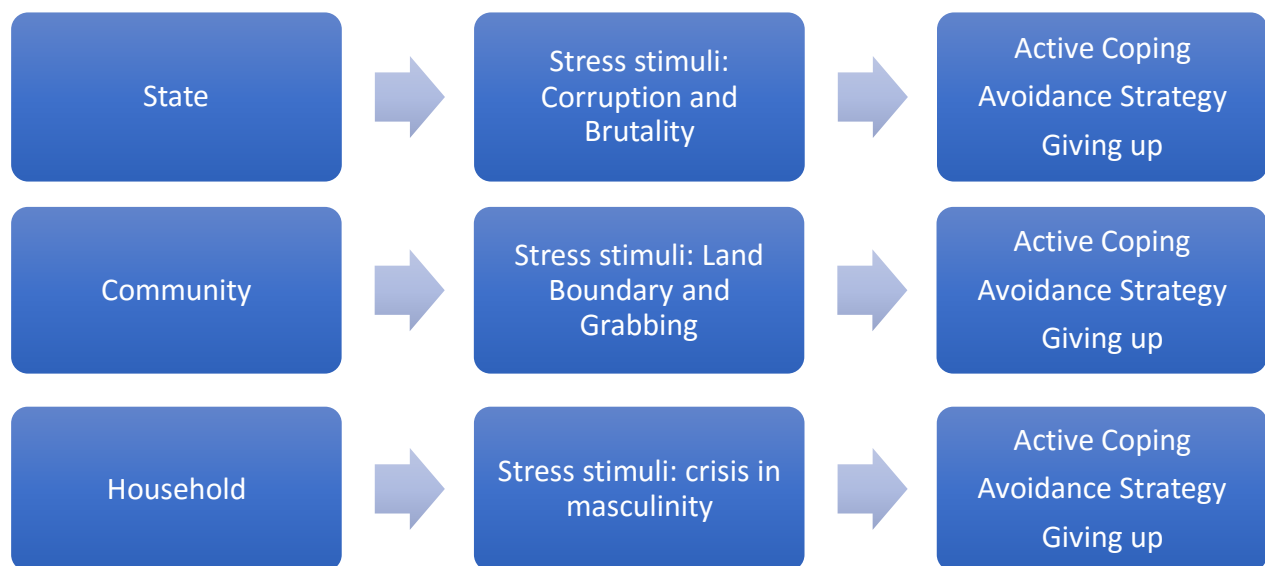 State
Stress stimuli:
Corruption and
Brutality
Active Coping
Avoidance Strategy
Giving up
Community
Stress stimuli: Land
Boundary and
Grabbing
Active Coping
Avoidance Strategy
Giving up
Household
Stress stimuli: crisis in
masculinity
Active Coping
Avoidance Strategy
Giving up